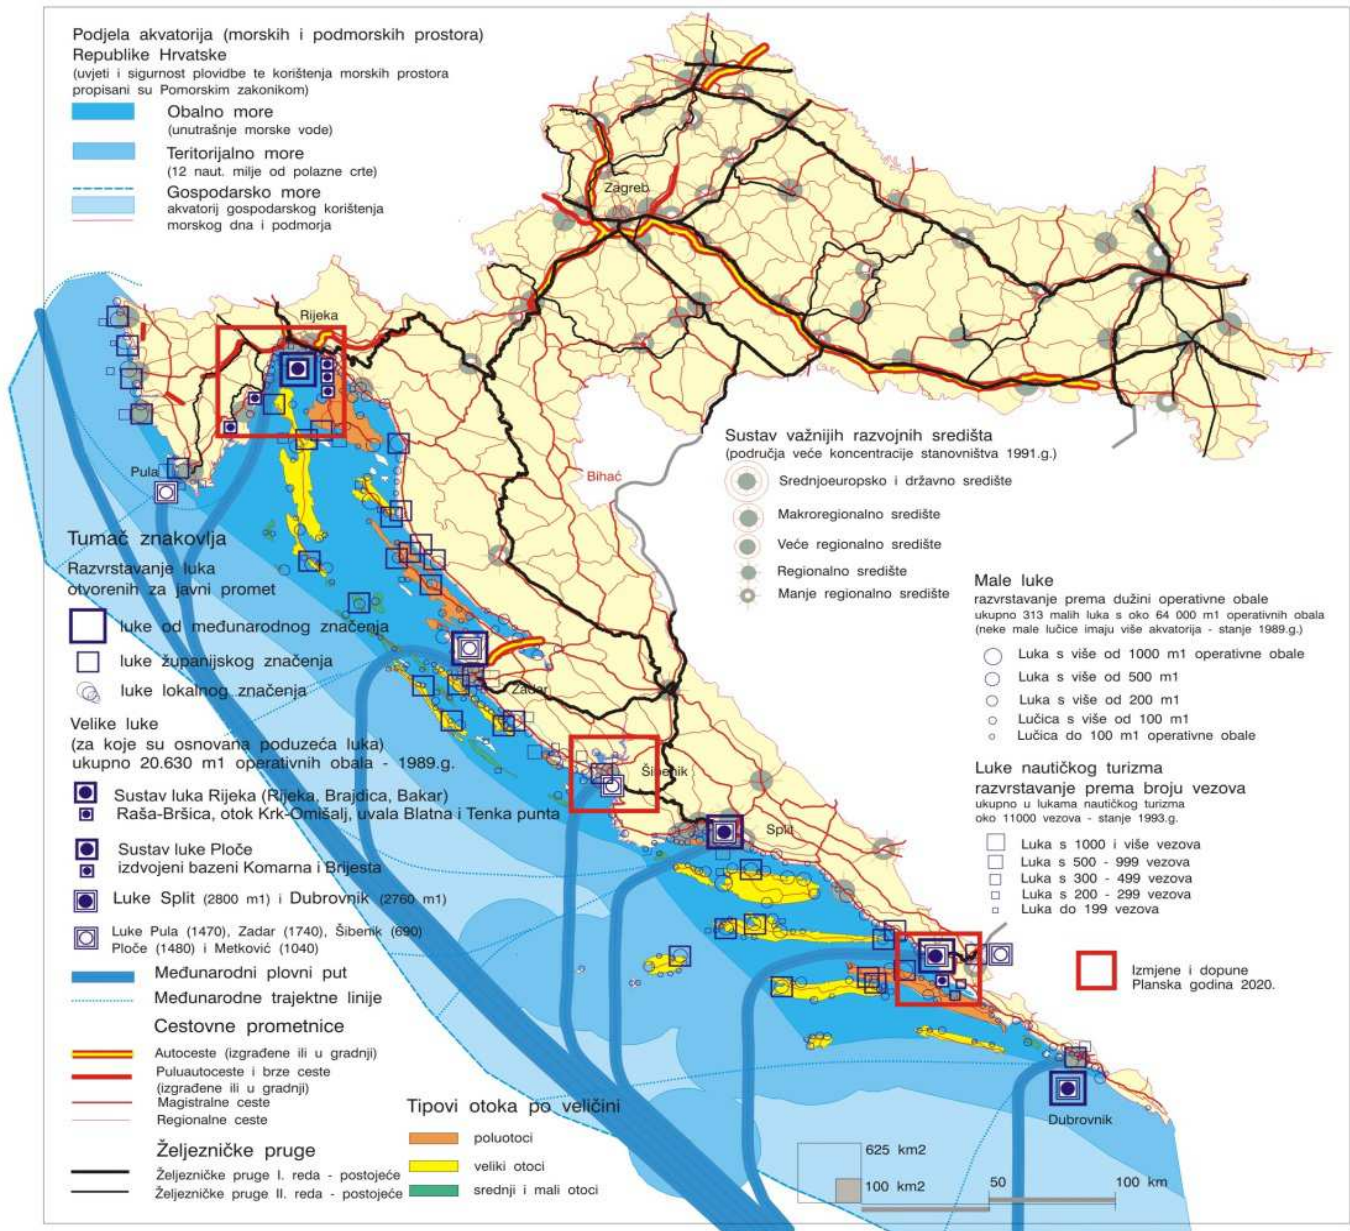 Podjela akvatorija (morskih i podmorskih prostora)
Republike Hrvatske
(uvjeti i sigurnost plovidbe te korištenja morskih prostora
propisani su Pomorskim zakonikom)
Obalno more
(unutrašnje morske vode)
Teritorijalno more
(12 naut. milje od polazne crte)
Gospodarsko more
akvatorij gospodarskog korištenja
morskog dna i podmorja
Zagreb
Rijeka
Pula
Bihać
Zadar
Šibenik
Split
Dubrovnik
Sustav važnijih razvojnih središta
(područja veće koncentracije stanovništva 1991.g.)
Srednjoeuropsko i državno središte
Makroregionalno središte
Veće regionalno središte
Regionalno središte
Manje regionalno središte
Tumač znakovlja
Razvrstavanje luka
otvorenih za javni promet
luke od međunarodnog značenja
luke županijskog značenja
luke lokalnog značenja
Velike luke
(za koje su osnovana poduzeća luka)
ukupno 20.630 m1 operativnih obala - 1989.g.
Sustav luka Rijeka (Rijeka, Brajdica, Bakar)
Raša-Bršica, otok Krk-Omišalj, uvala Blatna i Tenka punta
Sustav luke Ploče
izdvojeni bazeni Komarna i Brijesta
Luke Split (2800 m1) i Dubrovnik (2760 m1)
Luke Pula (1470), Zadar (1740), Šibenik (690)
Ploče (1480) i Metković (1040)
Međunarodni plovni put
Međunarodne trajektne linije
Cestovne prometnice
Autoceste (izgrađene ili u gradnji)
Puluautoceste i brze ceste
(izgrađene ili u gradnji)
Magistralne ceste
Regionalne ceste
Željezničke pruge
Željezničke pruge I. reda - postojeće
Željezničke pruge II. reda - postojeće
Tipovi otoka po veličini
poluotoci
veliki otoci
srednji i mali otoci
Male luke
razvrstavanje prema dužini operativne obale
ukupno 313 malih luka s oko 64 000 m1 operativnih obala
(neke male lučice imaju više akvatorija - stanje 1989.g.)
Luka s više od 1000 m1 operativne obale
Luka s više od 500 m1
Luka s više od 200 m1
Lučica s više od 100 m1
Lučica do 100 m1 operativne obale
Luke nautičkog turizma
razvrstavanje prema broju vezova
ukupno u lukama nautičkog turizma
oko 11000 vezova - stanje 1993.g.
Luka s 1000 i više vezova
Luka s 500 - 999 vezova
Luka s 300 - 499 vezova
Luka s 200 - 299 vezova
Luka do 199 vezova
Izmjene i dopune
Planska godina 2020.
625 km2
100 km2
50
100 km